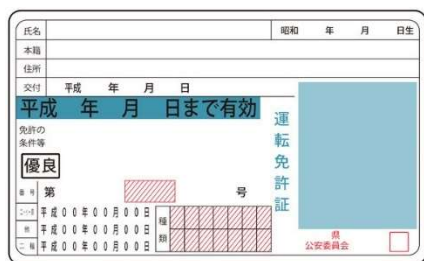 氏名 昭和 年 月 日生
本籍
住所
交付 平成 年 月 日
平成 年 月 日まで有効
免許の
条件等
優良
番号 第 号
平成00年00月00日
他 平成00年00月00日
二種 平成00年00月00日
種類
運転免許証
県
公安委員会